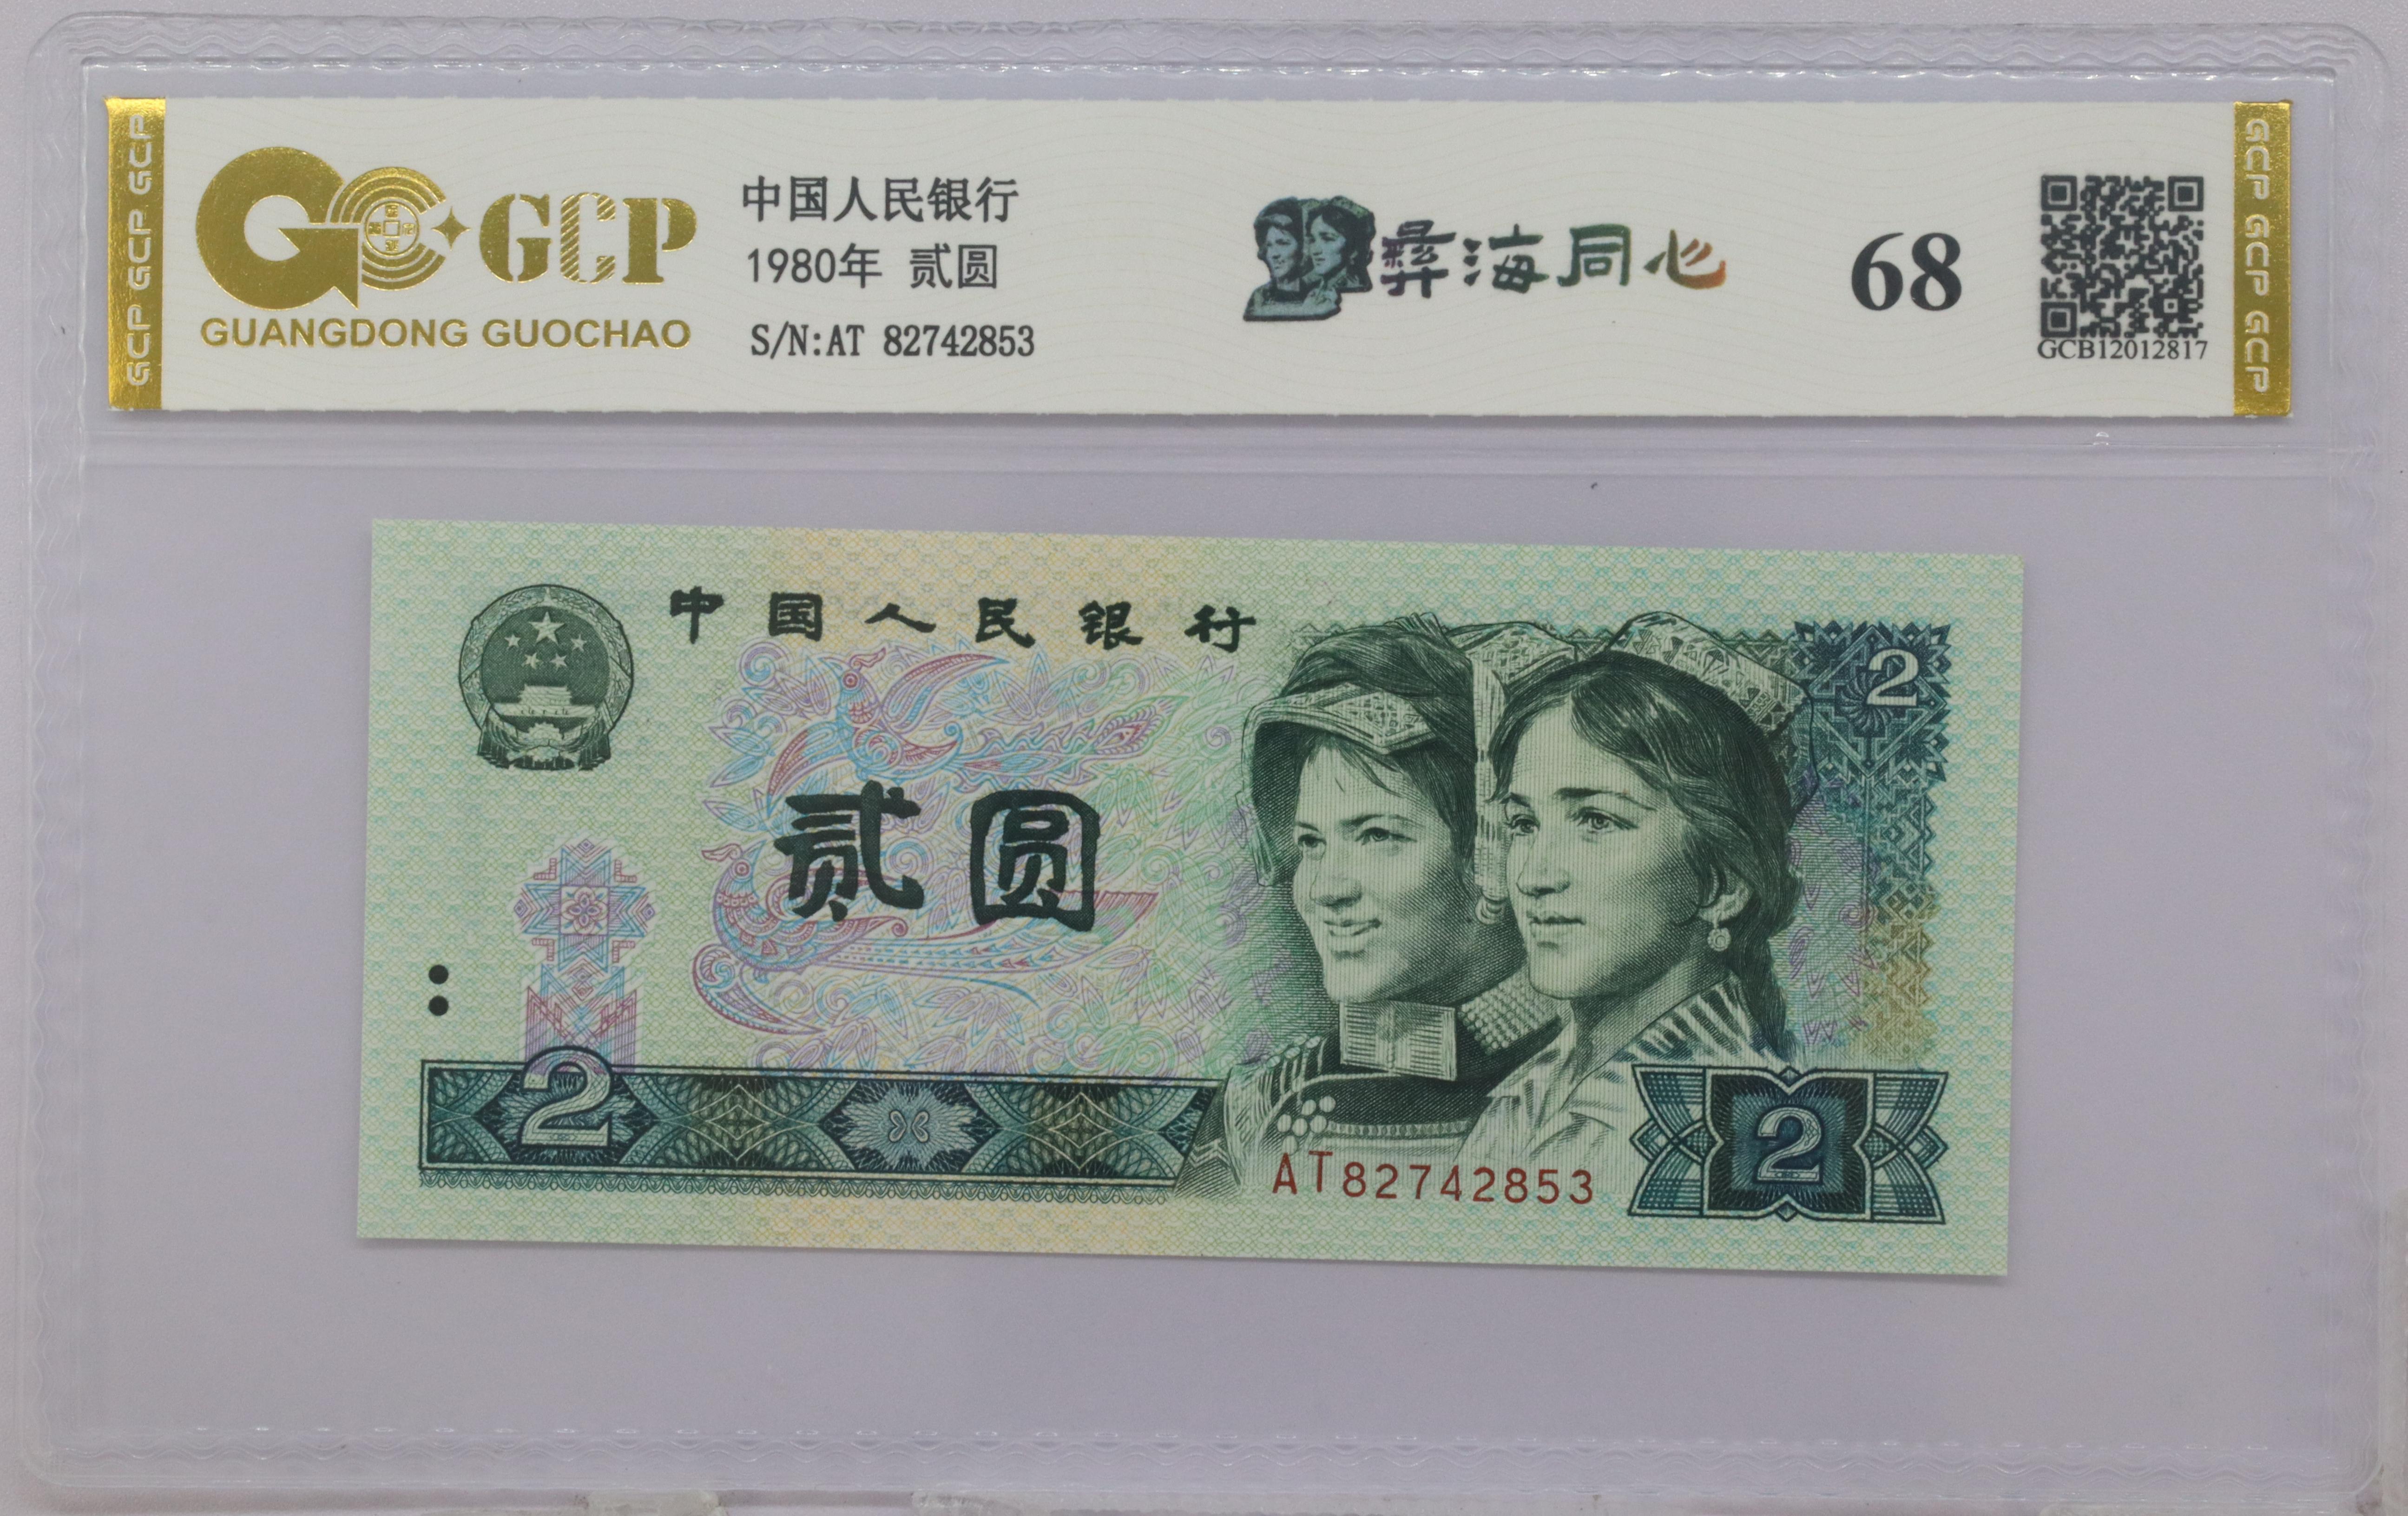 GCP GCP GCP
GCP
GUANGDONG GUOCHAO
中国人民银行
1980年 贰圆
S/N:AT 82742853
彝海同心
68
GCB12012817
GCP GCP GCP
中国人民银行
2
贰圆
2
AT82742853
2